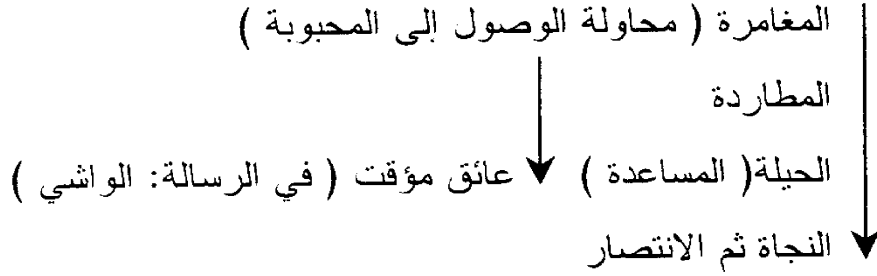 المغامرة ( محاولة الوصول إلى المحبوبة )
المطاردة
الحيلة( المساعدة ) عائق مؤقت ( في الرسالة: الواشي )
النجاة ثم الانتصار